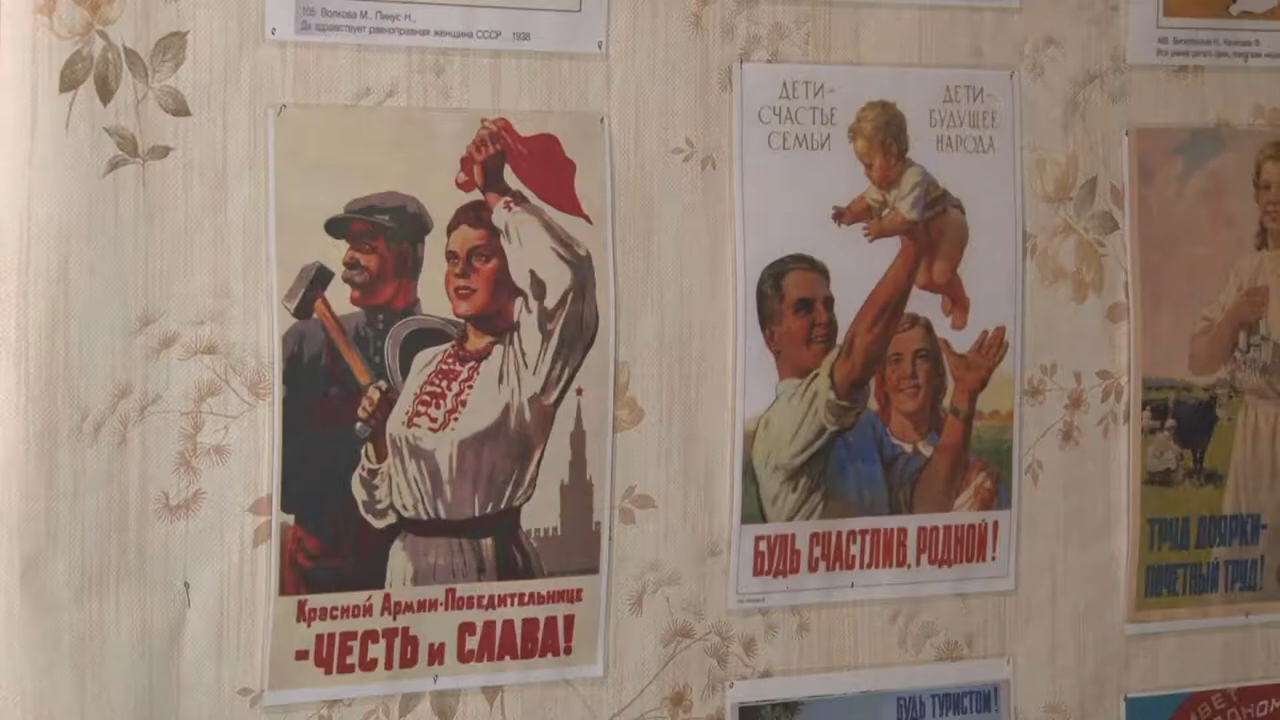 105. Волкова М., Пинус Н.,
Да здравствует равноправная женщина СССР 1938
Красной Армии-Победительнице
-ЧЕСТЬ и СЛАВА!
ДЕТИ-
СЧАСТЬЕ
СЕМЬИ
ДЕТИ-
БУДУЩЕЕ
НАРОДА
БУДЬ СЧАСТЛИВ, РОДНОЙ!
ТРУД ДОЯРКИ-
ПОЧЕТНЫЙ ТРУД!
БУДЬ ТУРИСТОМ!